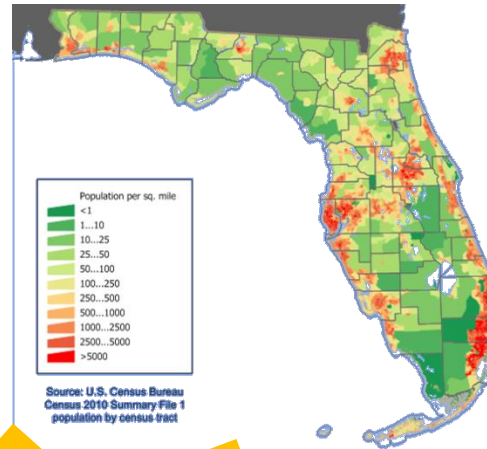 Population per sq. mile
<1
1...10
10...25
25...50
50...100
100...250
250...500
500...1000
1000...2500
2500...5000
>5000
Source: U.S. Census Bureau
Census 2010 Summary File 1
population by census tract